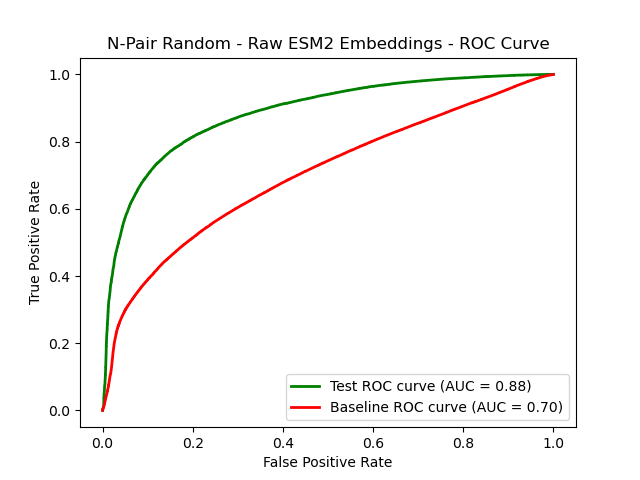 N-Pair Random - Raw ESM2 Embeddings - ROC Curve
1.0
0.8
0.6
0.4
0.2
0.0
True Positive Rate
Test ROC curve (AUC = 0.88)
Baseline ROC curve (AUC = 0.70)
0.0 0.2 0.4 0.6 0.8 1.0
False Positive Rate